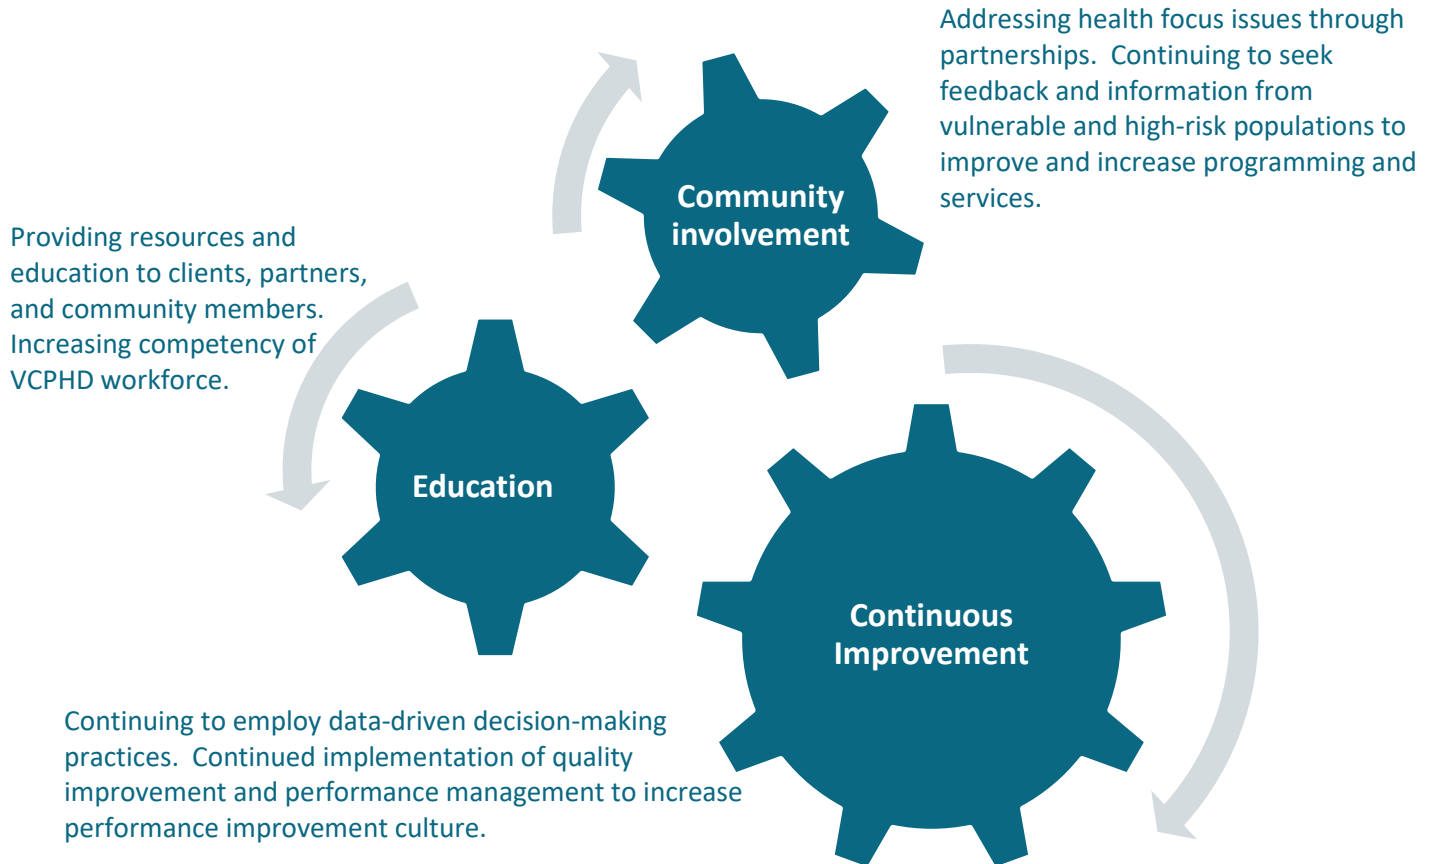 Addressing health focus issues through
partnerships.  Continuing to seek
feedback and information from
vulnerable and high-risk populations to
improve and increase programming and
services.
Community
involvement
Providing resources and
education to clients, partners,
and community members.
Increasing competency of
VCPHD workforce.
Education
Continuous
Improvement
Continuing to employ data-driven decision-making
practices.  Continued implementation of quality
improvement and performance management to increase
performance improvement culture.